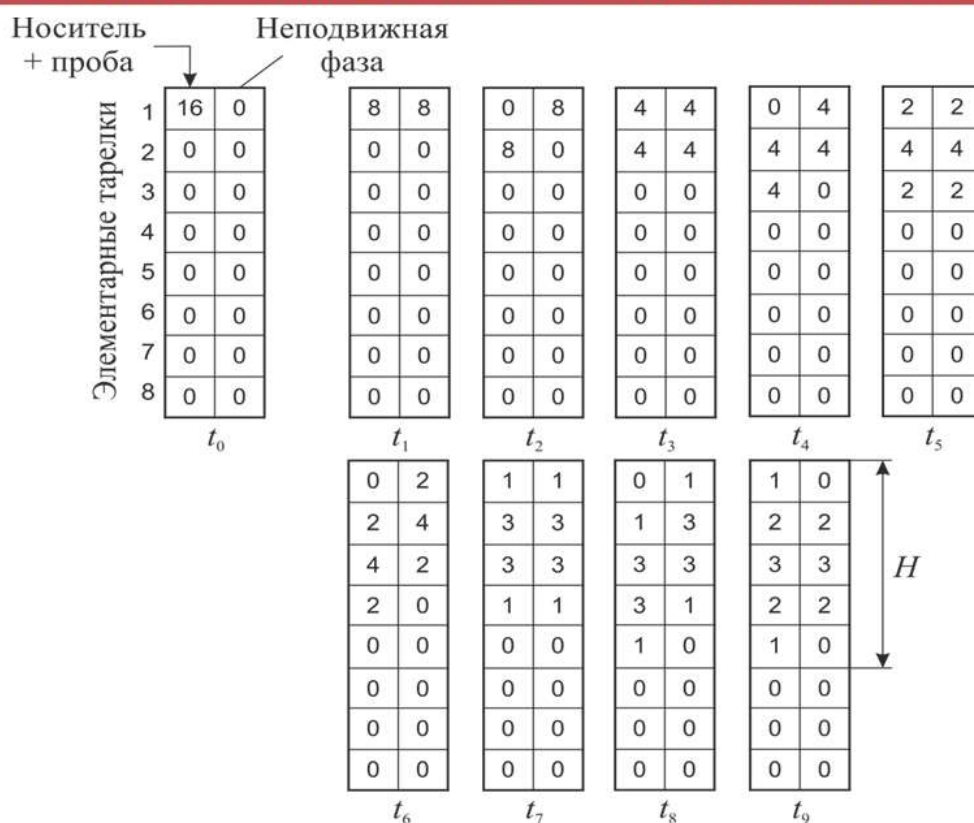 Носитель
+ проба
Неподвижная
фаза
Элементарные тарелки
1 16 0 8 8 0 8 4 4 0 4 2 2
2 0 0 0 0 8 0 4 4 4 4 4 4
3 0 0 0 0 0 0 0 0 4 0 2 2
4 0 0 0 0 0 0 0 0 0 0 0 0
5 0 0 0 0 0 0 0 0 0 0 0 0
6 0 0 0 0 0 0 0 0 0 0 0 0
7 0 0 0 0 0 0 0 0 0 0 0 0
8 0 0 0 0 0 0 0 0 0 0 0 0
t₀ t₁ t₂ t₃ t₄ t₅
0 2 1 1 0 1 1 0
2 4 3 3 1 3 2 2
4 2 3 3 3 3 3 3 H
2 0 1 1 3 1 2 2
0 0 0 0 1 0 1 0
0 0 0 0 0 0 0 0
0 0 0 0 0 0 0 0
0 0 0 0 0 0 0 0
t₆ t₇ t₈ t₉